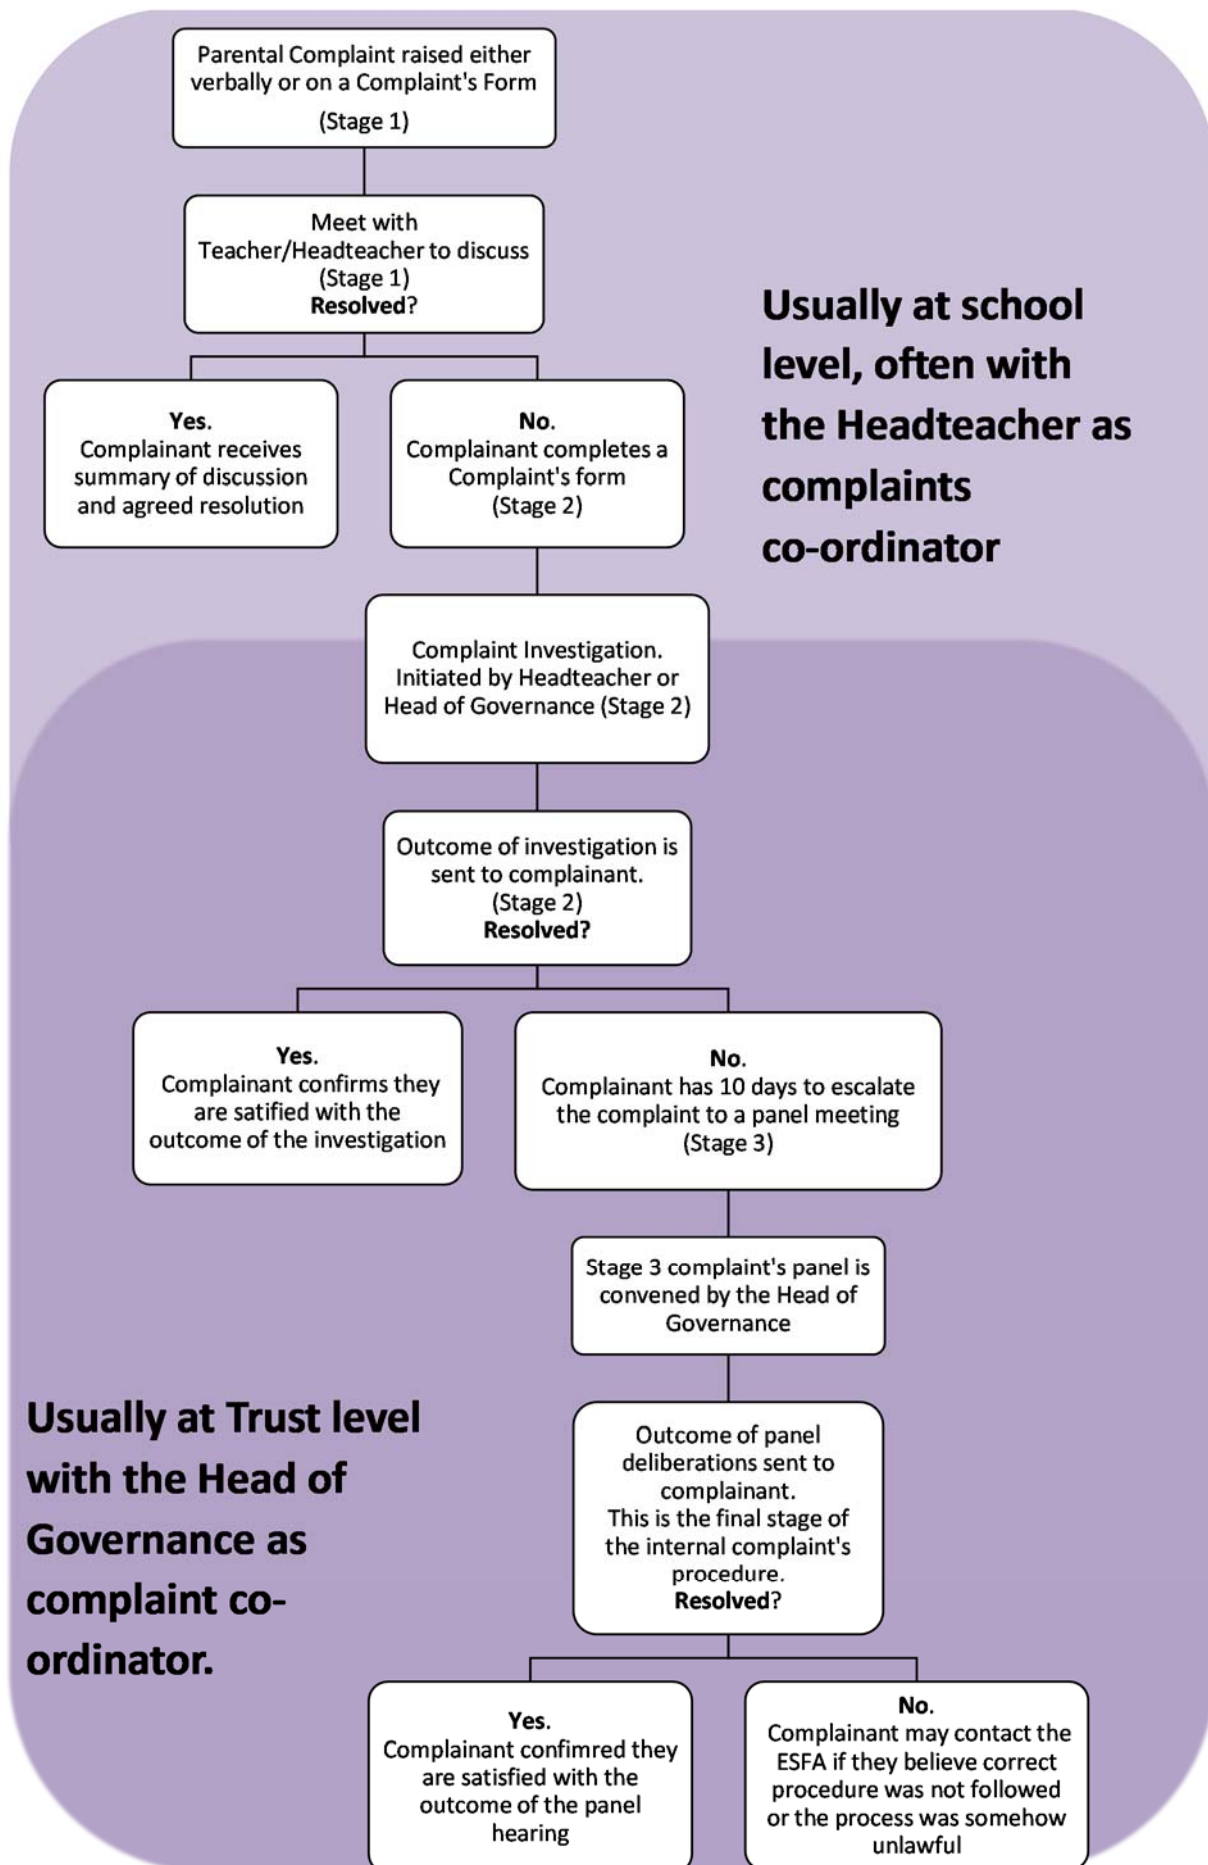 Parental Complaint raised either
verbally or on a Complaint's Form
(Stage 1)
Meet with
Teacher/Headteacher to discuss
(Stage 1)
Resolved?
Yes.
Complainant receives
summary of discussion
and agreed resolution
No.
Complainant completes a
Complaint's form
(Stage 2)
Usually at school
level, often with
the Headteacher as
complaints
co-ordinator
Complaint Investigation.
Initiated by Headteacher or
Head of Governance (Stage 2)
Outcome of investigation is
sent to complainant.
(Stage 2)
Resolved?
Yes.
Complainant confirms they
are satified with the
outcome of the investigation
No.
Complainant has 10 days to escalate
the complaint to a panel meeting
(Stage 3)
Stage 3 complaint's panel is
convened by the Head of
Governance
Usually at Trust level
with the Head of
Governance as
complaint co-
ordinator.
Outcome of panel
deliberations sent to
complainant.
This is the final stage of
the internal complaint's
procedure.
Resolved?
Yes.
Complainant confimred they
are satisfied with the
outcome of the panel
hearing
No.
Complainant may contact the
ESFA if they believe correct
procedure was not followed
or the process was somehow
unlawful